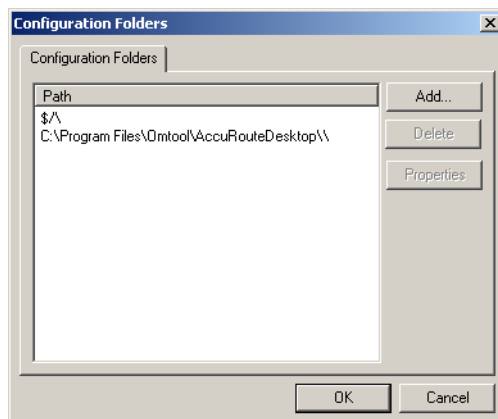 Configuration Folders
Configuration Folders
Path
$/\
C:\Program Files\Omtool\AccuRouteDesktop\\
Add...
Delete
Properties
OK
Cancel